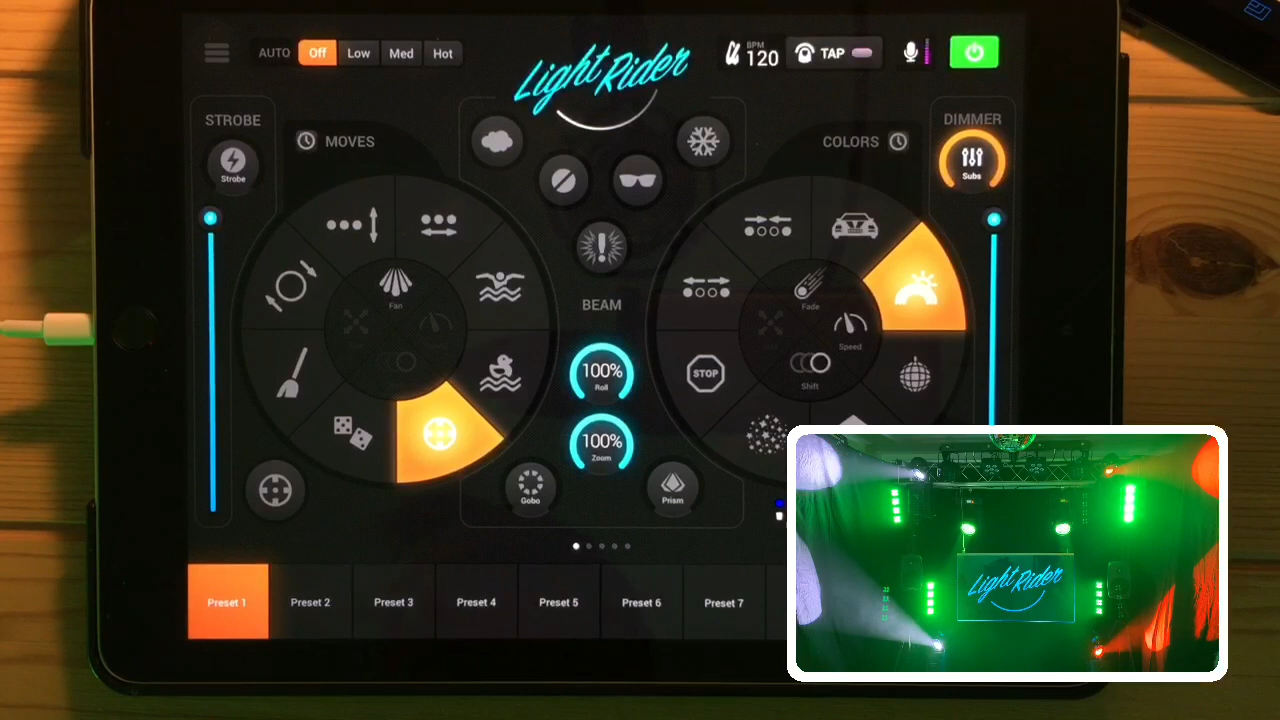 AUTO Off Low Med Hot
Light Rider
BPM
120
TAP
STROBE
Strobe
MOVES
COLORS
DIMMER
Subs
Fan
Fade
Speed
Shift
STOP
BEAM
100%
Roll
100%
Zoom
Gobo
Prism
Preset 1 Preset 2 Preset 3 Preset 4 Preset 5 Preset 6 Preset 7
Light Rider